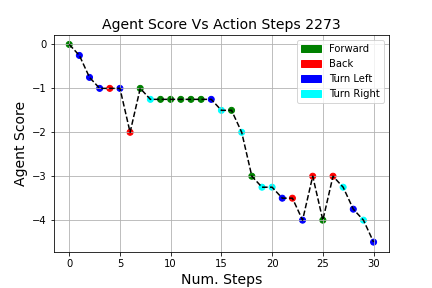 Agent Score Vs Action Steps 2273
Forward
Back
Turn Left
Turn Right
Agent Score
0
−1
−2
−3
−4
0 5 10 15 20 25 30
Num. Steps